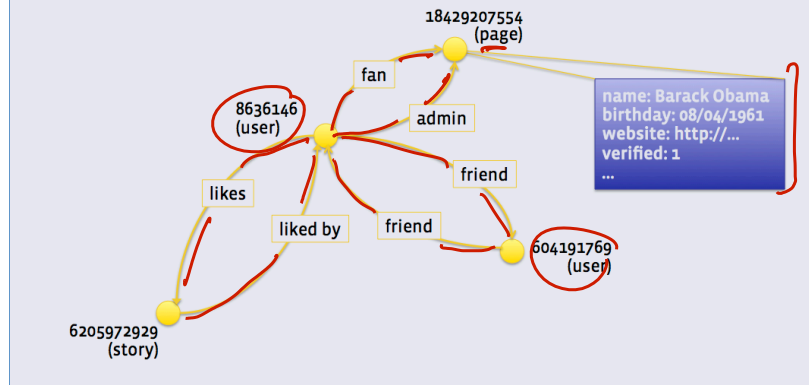 18429207554
(page)
fan
name: Barack Obama
birthday: 08/04/1961
website: http://...
verified: 1
...
8636146
(user)
admin
friend
likes
liked by
friend
604191769
(user)
6205972929
(story)